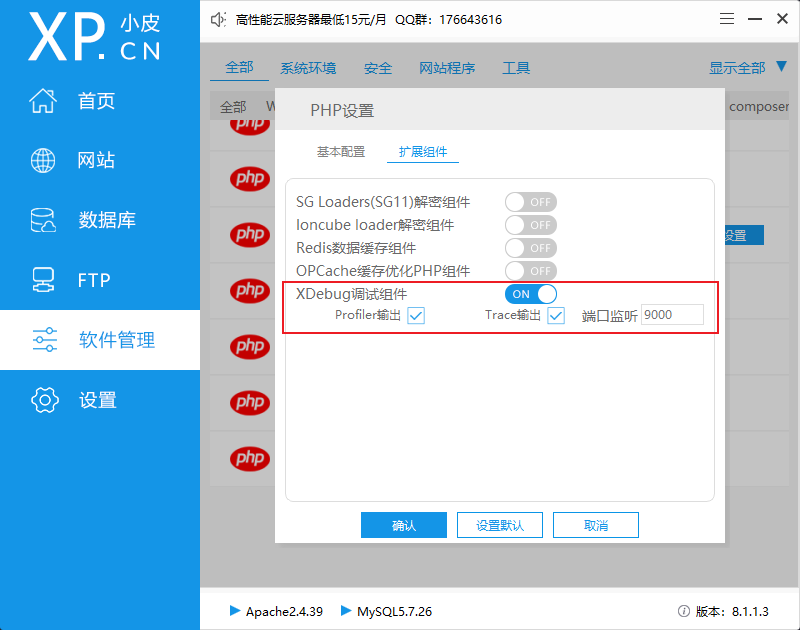 XP.CN 小皮
高性能云服务器最低15元/月 QQ群：176643616
首页
网站
数据库
FTP
软件管理
设置
全部 系统环境 安全 网站程序 工具 显示全部
全部 W composer
php
php
php
php
php
php
php
设置
PHP设置
基本配置 扩展组件
SG Loaders(SG11)解密组件 OFF
Ioncube loader解密组件 OFF
Redis数据缓存组件 OFF
OPCache缓存优化PHP组件 OFF
XDebug调试组件 ON
Profiler输出 Trace输出 端口监听 9000
确认 设置默认 取消
Apache2.4.39 MySQL5.7.26 版本：8.1.1.3